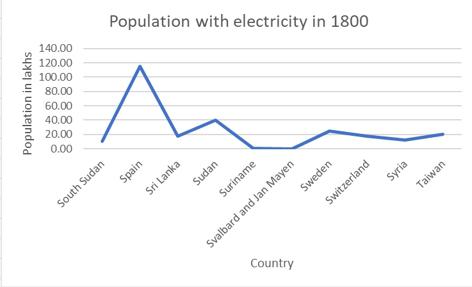 Population with electricity in 1800
Population in lakhs
140.00
120.00
100.00
80.00
60.00
40.00
20.00
0.00
South Sudan
Spain
Sri Lanka
Sudan
Suriname
Svalbard and Jan Mayen
Sweden
Switzerland
Syria
Taiwan
Country